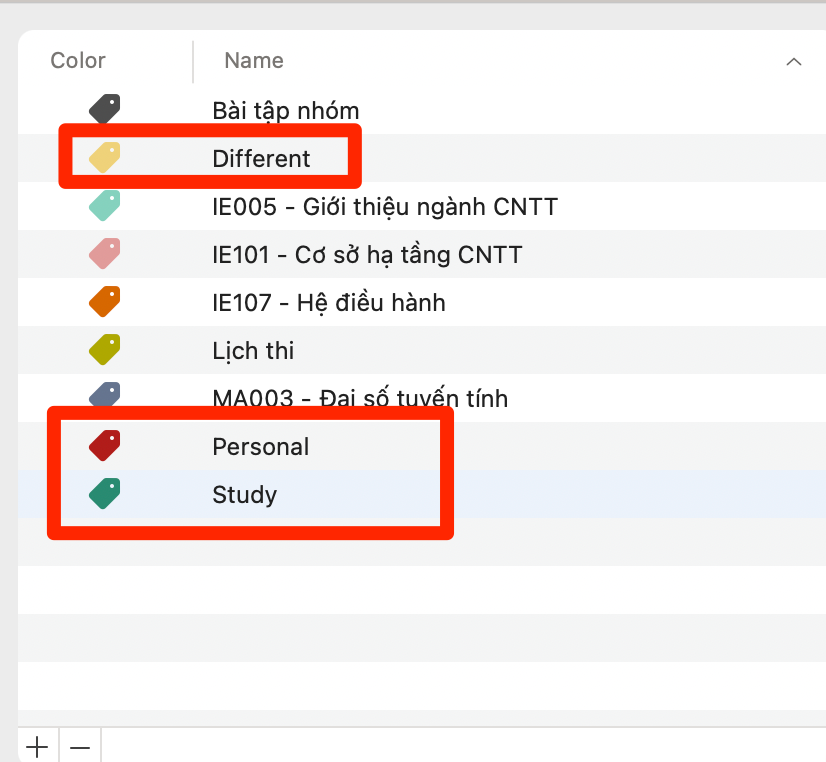 Color Name
Bài tập nhóm
Different
IE005 - Giới thiệu ngành CNTT
IE101 - Cơ sở hạ tầng CNTT
IE107 - Hệ điều hành
Lịch thi
MA003 - Đại số tuyến tính
Personal
Study